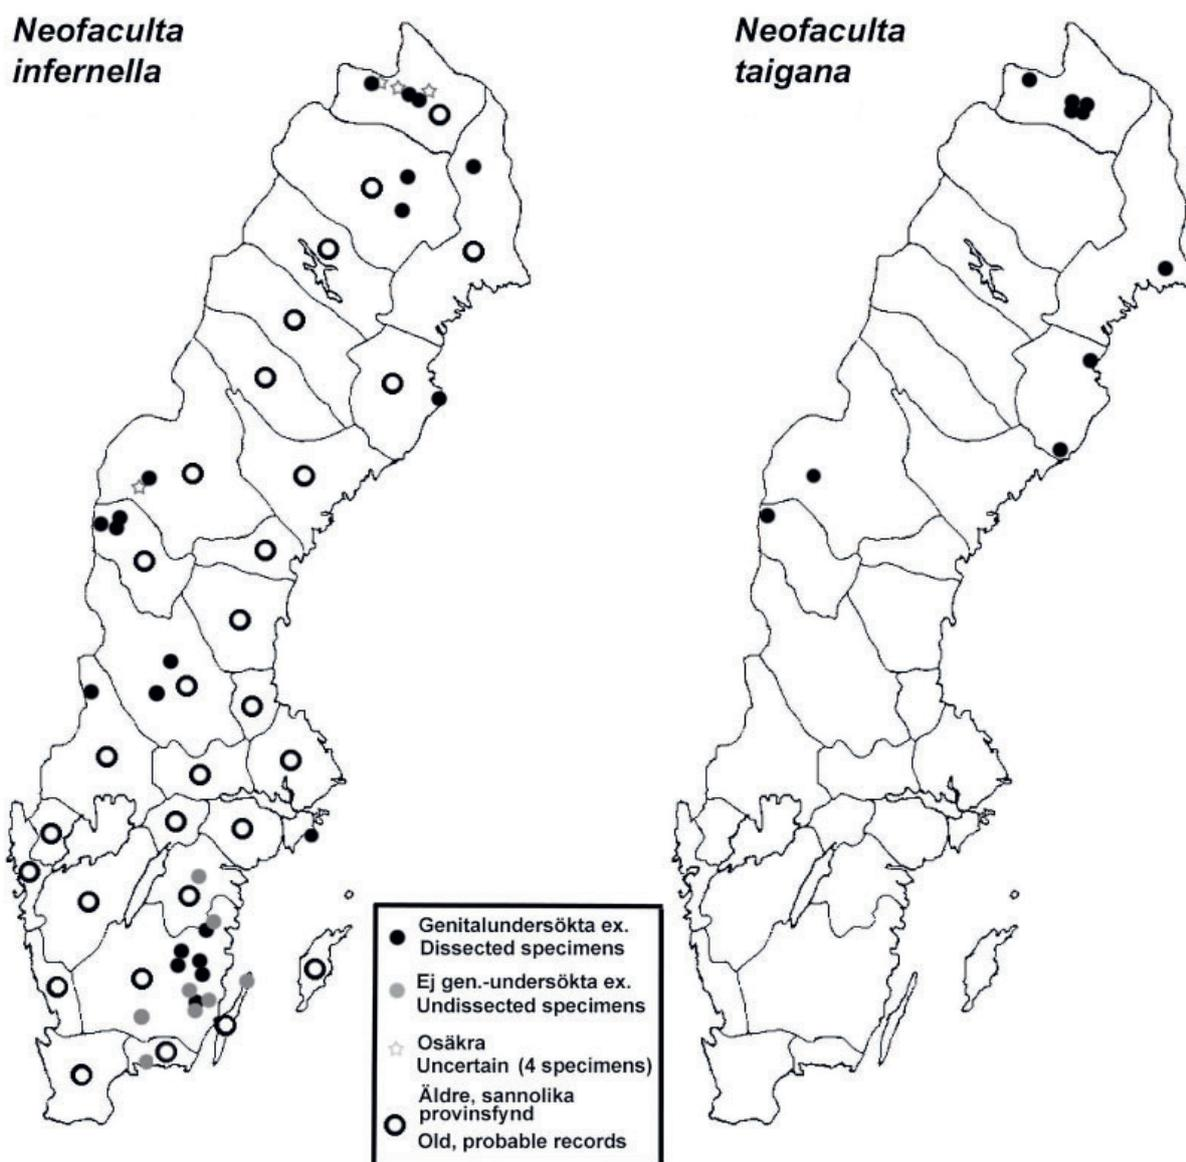 Neofaculta
infernella
Neofaculta
taigana
Genitalundersökta ex.
Dissected specimens
Ej gen.-undersökta ex.
Undissected specimens
Osäkra
Uncertain (4 specimens)
Äldre, sannolika
provinsfynd
Old, probable records